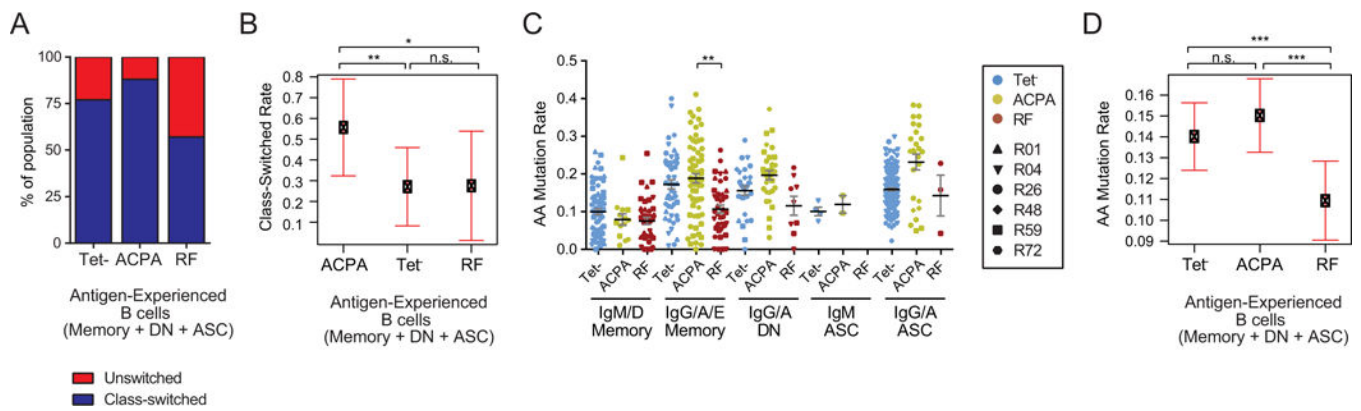 A
% of population
100
75
50
25
0
Tet- ACPA RF
Antigen-Experienced
B cells
(Memory + DN + ASC)
Unswitched
Class-switched
B
*
** n.s.
Class-Switched Rate
0.8
0.7
0.6
0.5
0.4
0.3
0.2
0.1
ACPA Tet- RF
Antigen-Experienced
B cells
(Memory + DN + ASC)
C
**
AA Mutation Rate
0.5
0.4
0.3
0.2
0.1
0.0
Tet- ACPA RF Tet- ACPA RF Tet- ACPA RF Tet- ACPA RF Tet- ACPA RF
IgM/D IgG/A/E IgG/A IgM IgG/A
Memory Memory DN ASC ASC
Tet-
ACPA
RF
R01
R04
R26
R48
R59
R72
D
***
n.s. ***
AA Mutation Rate
0.16
0.15
0.14
0.13
0.12
0.11
0.10
0.09
Tet- ACPA RF
Antigen-Experienced
B cells
(Memory + DN + ASC)